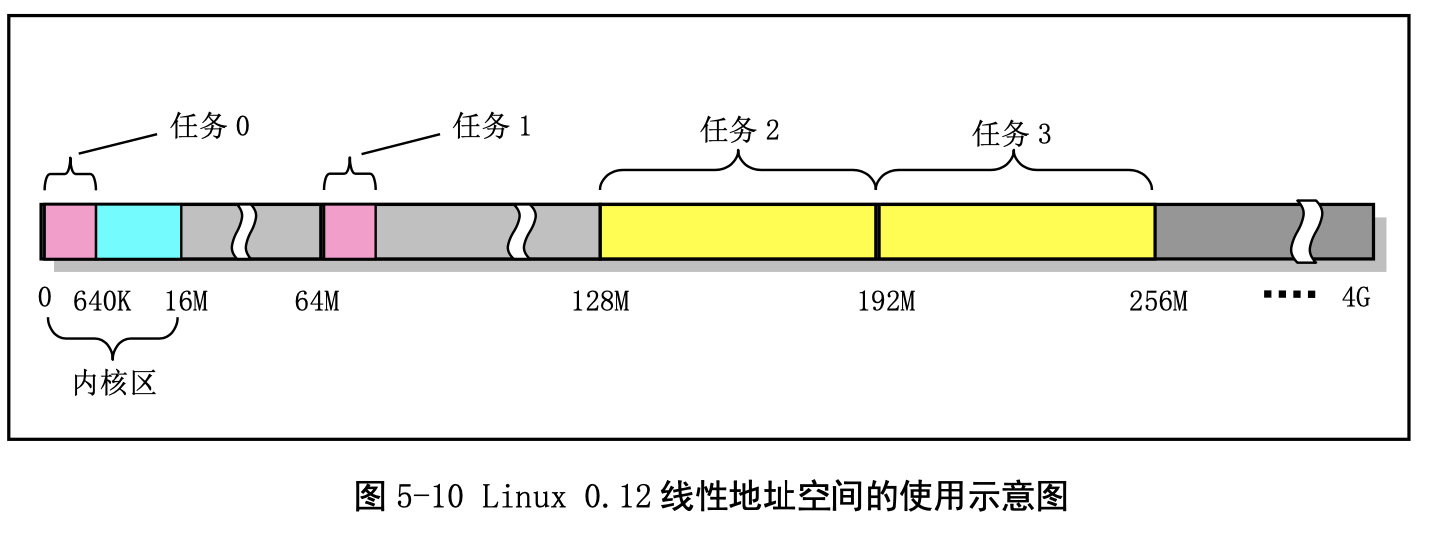 任务 0
任务 1
任务 2
任务 3
0 640K 16M 64M 128M 192M 256M ···· 4G
内核区
图 5-10 Linux 0.12 线性地址空间的使用示意图